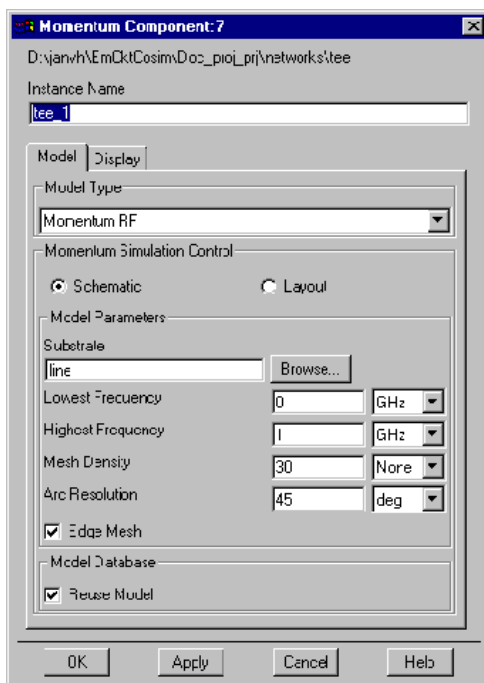 Momentum Component:7
D:\janvh\EmCktCosim\Doc_proj_prj\networks\tee
Instance Name
tee_1
Model Display
Model Type
Momentum RF
Momentum Simulation Control
Schematic Layout
Model Parameters
Substrate
line Browse...
Lowest Frequency 0 GHz
Highest Frequency 1 GHz
Mesh Density 30 None
Arc Resolution 45 deg
Edge Mesh
Model Database
Reuse Model
OK Apply Cancel Help